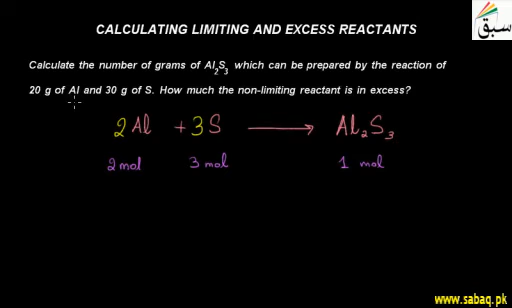 CALCULATING LIMITING AND EXCESS REACTANTS
سبق
Calculate the number of grams of Al2S3 which can be prepared by the reaction of
20 g of Al and 30 g of S. How much the non-limiting reactant is in excess?
2Al + 3S ⟶ Al2S3
2 mol 3 mol 1 mol
www.sabaq.pk